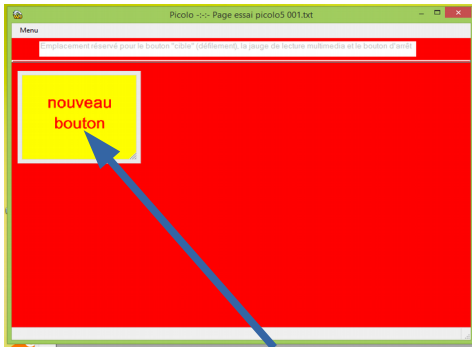 Picolo -:-:- Page essai picolo5 001.txt
Menu
Emplacement réservé pour le bouton "cible" (défilement), la jauge de lecture multimedia et le bouton d'arrêt
nouveau
bouton